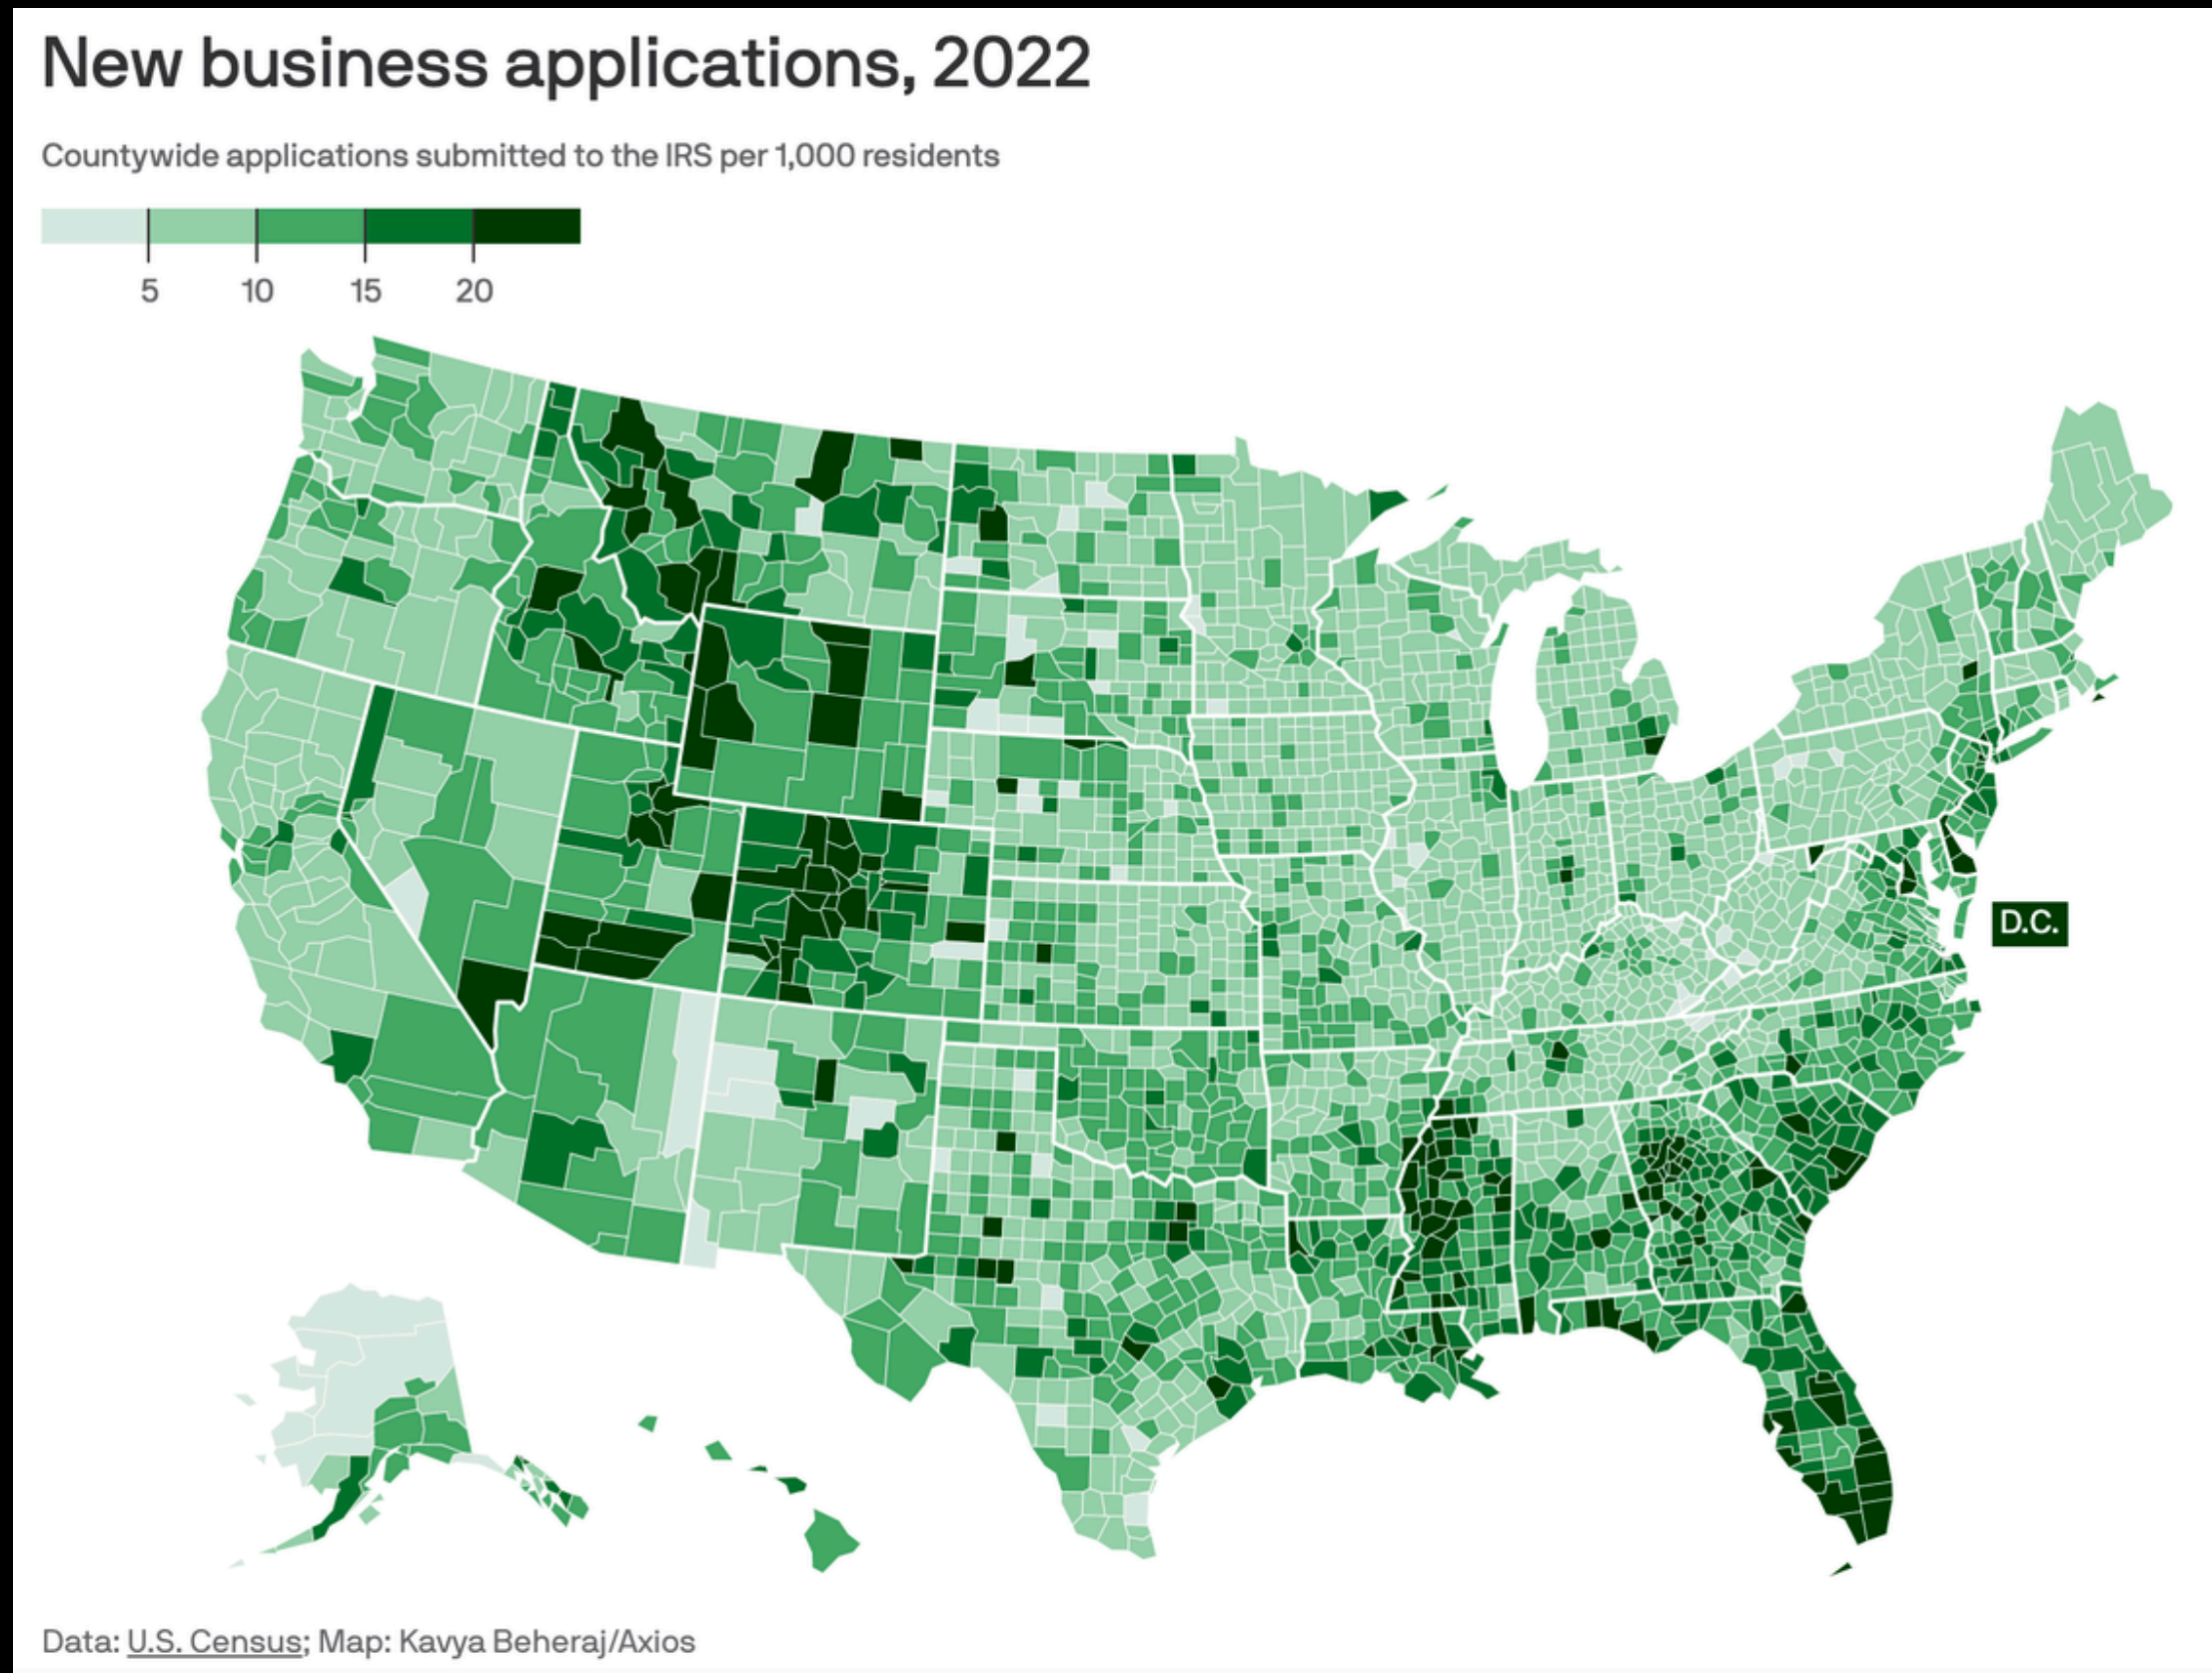 New business applications, 2022
Countywide applications submitted to the IRS per 1,000 residents
5 10 15 20
D.C.
Data: U.S. Census; Map: Kavya Beheraj/Axios